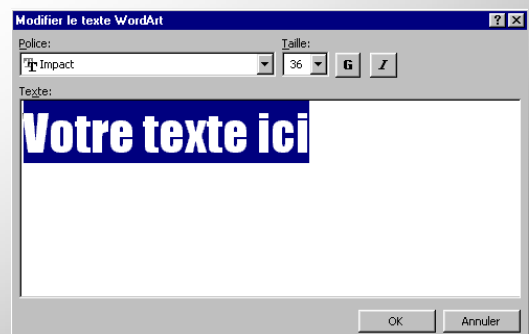 Modifier le texte WordArt
Police: Taille:
Impact 36 G I
Texte:
Votre texte ici
OK Annuler